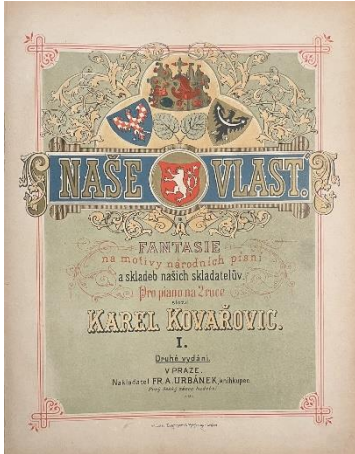 NAŠE VLAST.
FANTASIE
na motivy národních písní
a skladeb našich skladatelův.
Pro piano na 2 ruce
KAREL KOVAŘOVIC.
I.
Druhé vydání.
V PRAZE.
Nakladatel FR. A. URBÁNEK, knihkupec.